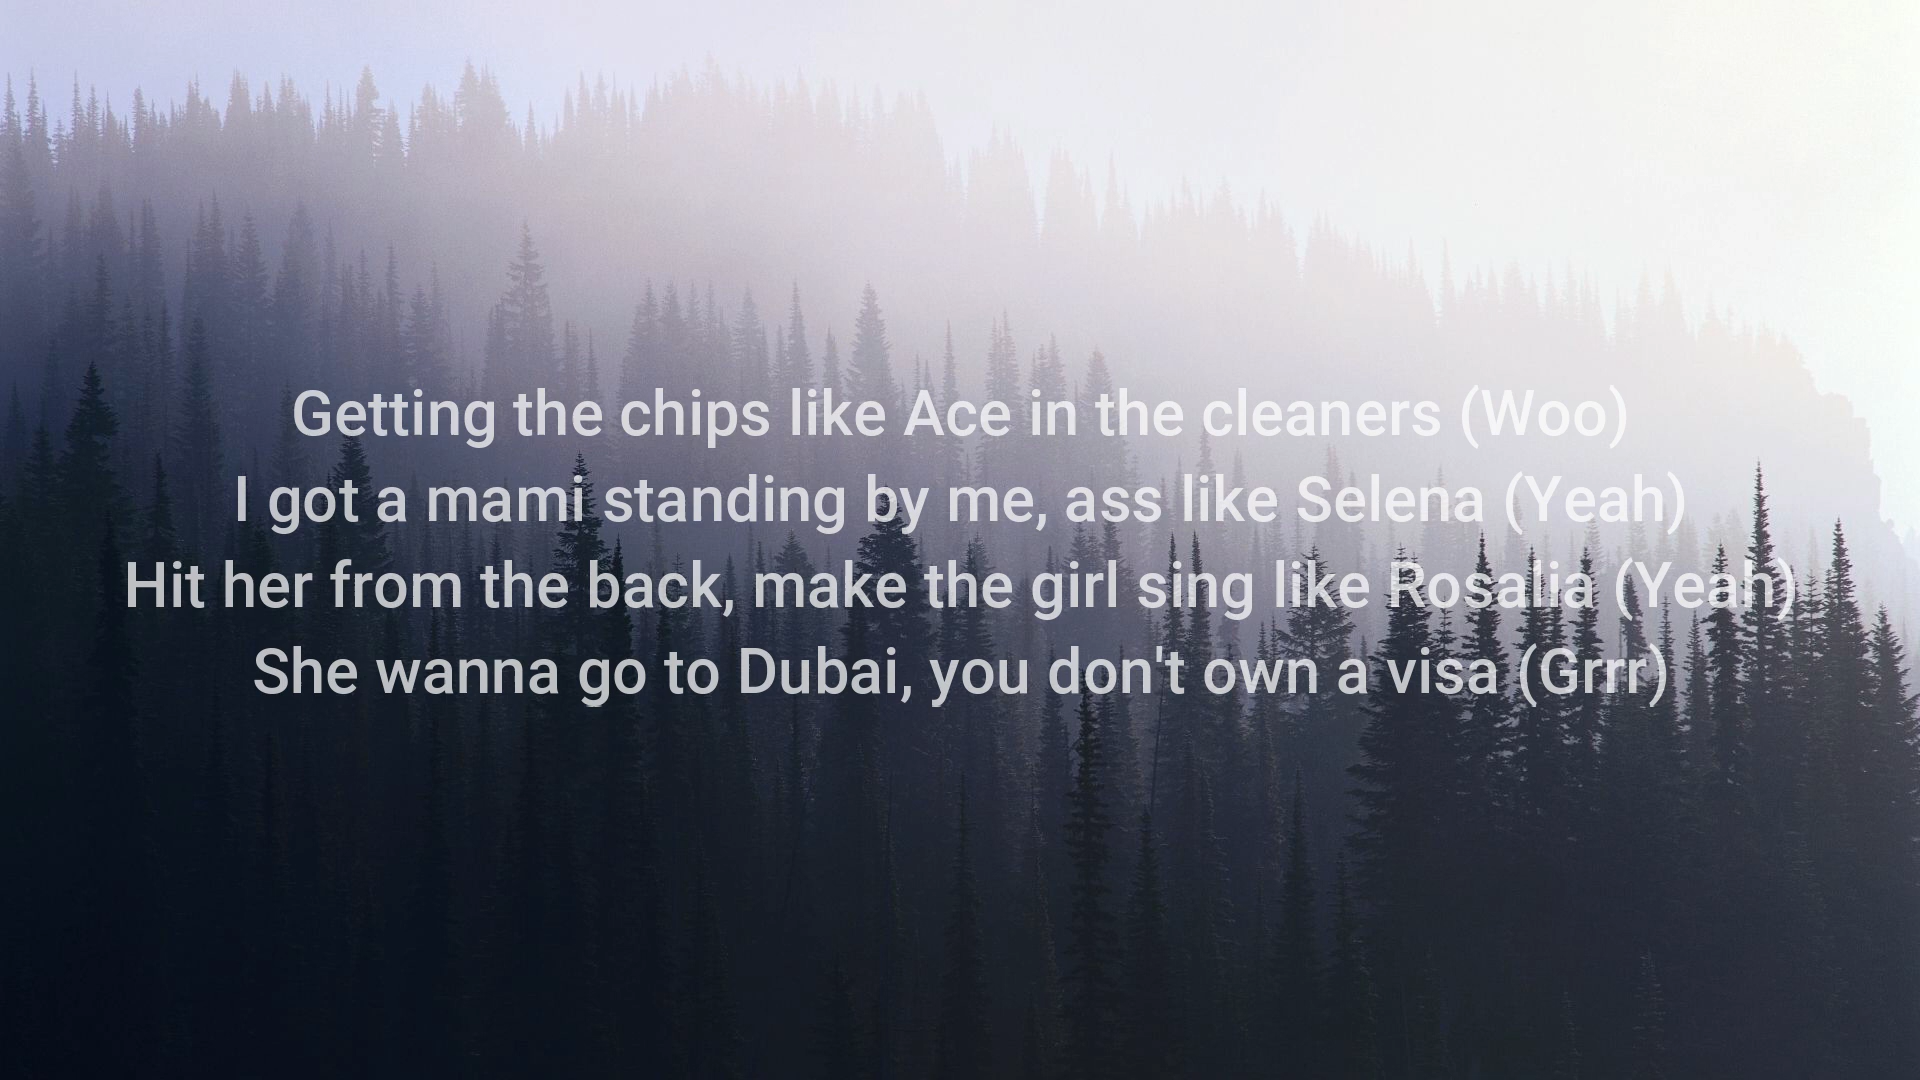 Getting the chips like Ace in the cleaners (Woo)
I got a mami standing by me, ass like Selena (Yeah)
Hit her from the back, make the girl sing like Rosalia (Yeah)
She wanna go to Dubai, you don't own a visa (Grrr)